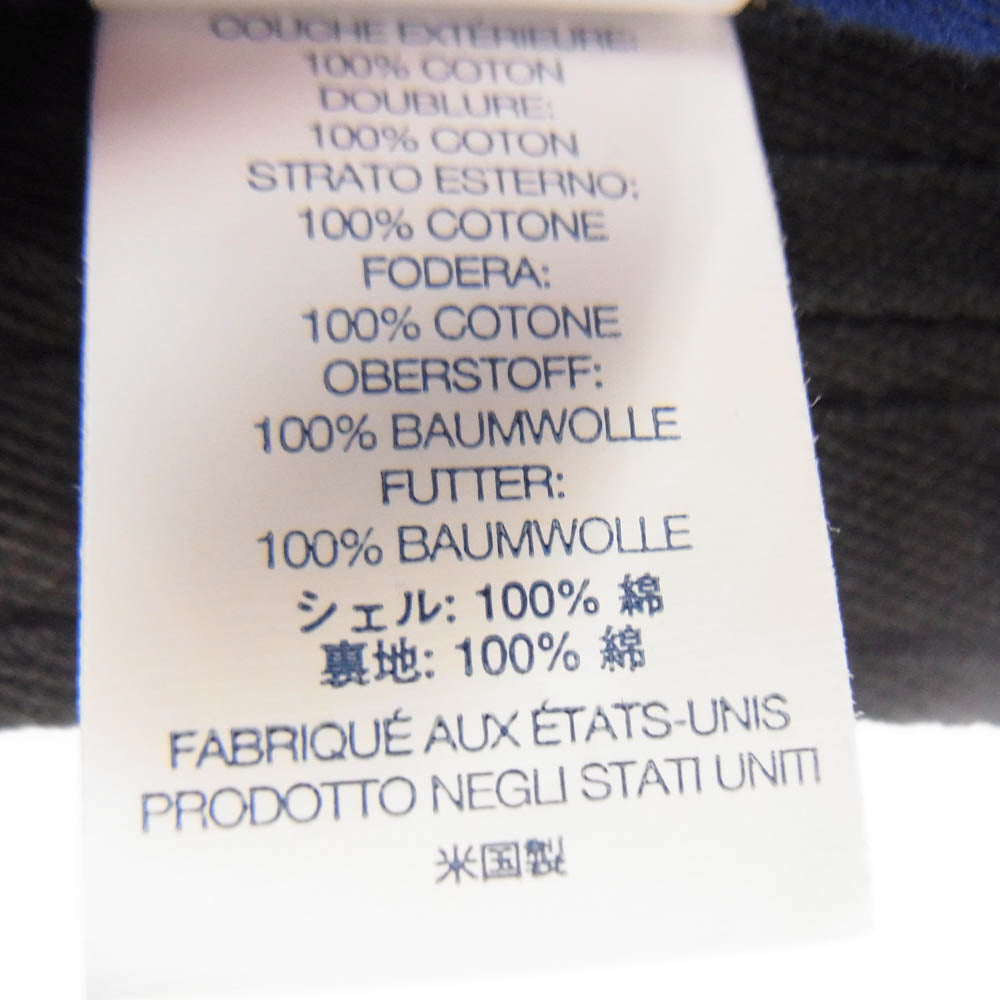 COUCHE EXTÉRIEURE:
100% COTON
DOUBLURE:
100% COTON
STRATO ESTERNO:
100% COTONE
FODERA:
100% COTONE
OBERSTOFF:
100% BAUMWOLLE
FUTTER:
100% BAUMWOLLE
シェル: 100% 綿
裏地: 100% 綿
FABRIQUÉ AUX ÉTATS-UNIS
PRODOTTO NEGLI STATI UNITI
米国製